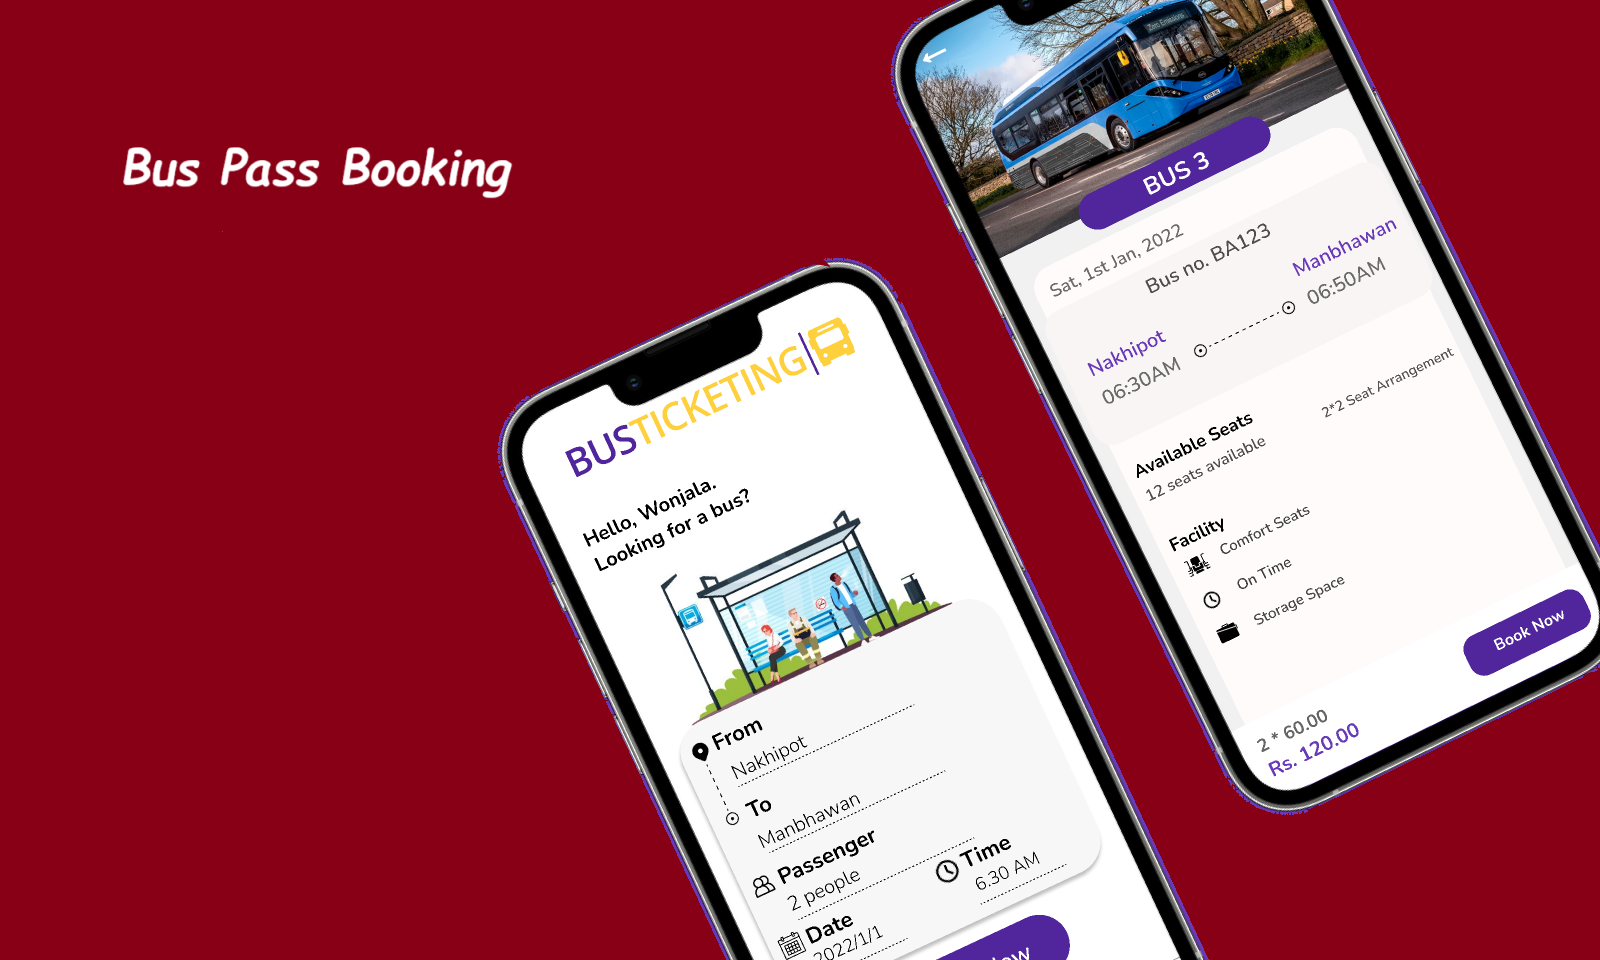 Bus Pass Booking
BUSTICKETING
Hello, Wonjala.
Looking for a bus?
From
Nakhipot
To
Manbhawan
Passenger
2 people
Time
6.30 AM
Date
2022/1/1
BUS 3
Sat, 1st Jan, 2022
Bus no. BA123
Nakhipot
06:30AM
Manbhawan
06:50AM
Available Seats
12 seats available
2*2 Seat Arrangement
Facility
Comfort Seats
On Time
Storage Space
2 * 60.00
Rs. 120.00
Book Now